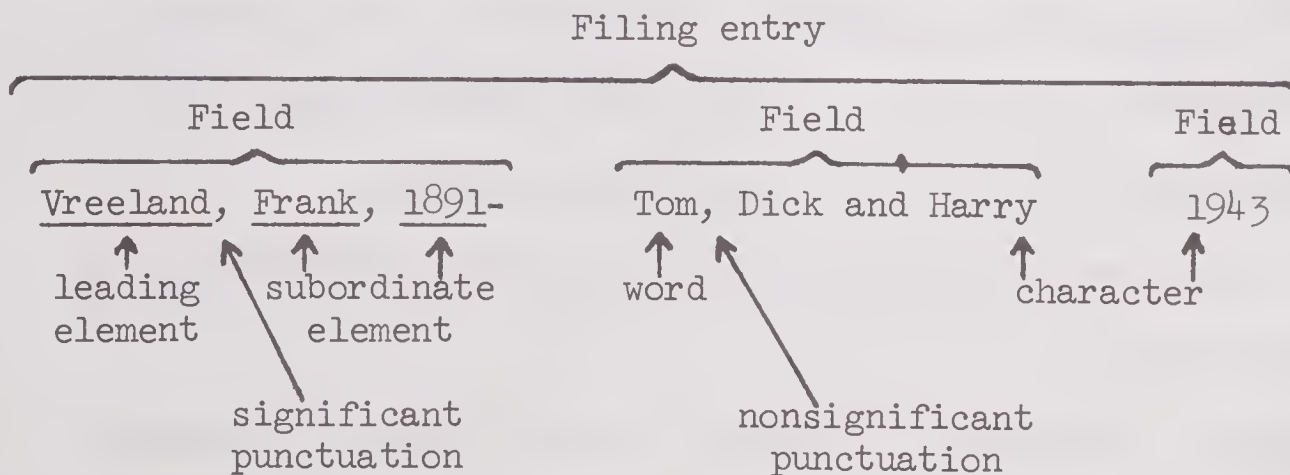 Filing entry
Field Field Field
Vreeland, Frank, 1891- Tom, Dick and Harry 1943
leading subordinate word character
element element
significant nonsignificant
punctuation punctuation